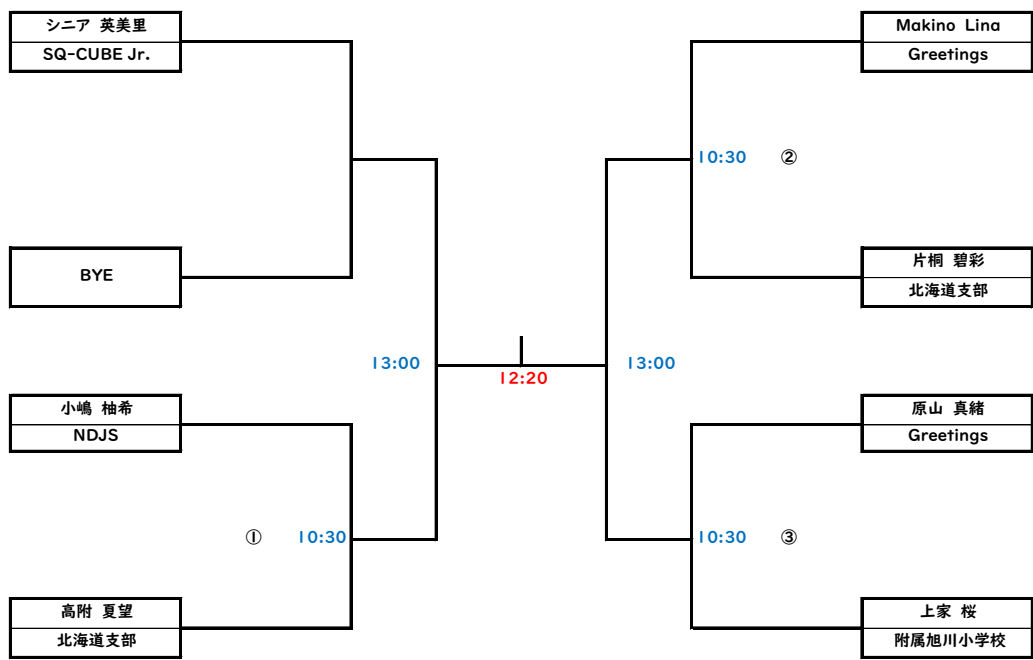 シニア 英美里
SQ-CUBE Jr.
BYE
小嶋 柚希
NDJS
① 10:30
高附 夏望
北海道支部
13:00
12:20
13:00
Makino Lina
Greetings
10:30 ②
片桐 碧彩
北海道支部
原山 真緒
Greetings
10:30 ③
上家 桜
附属旭川小学校